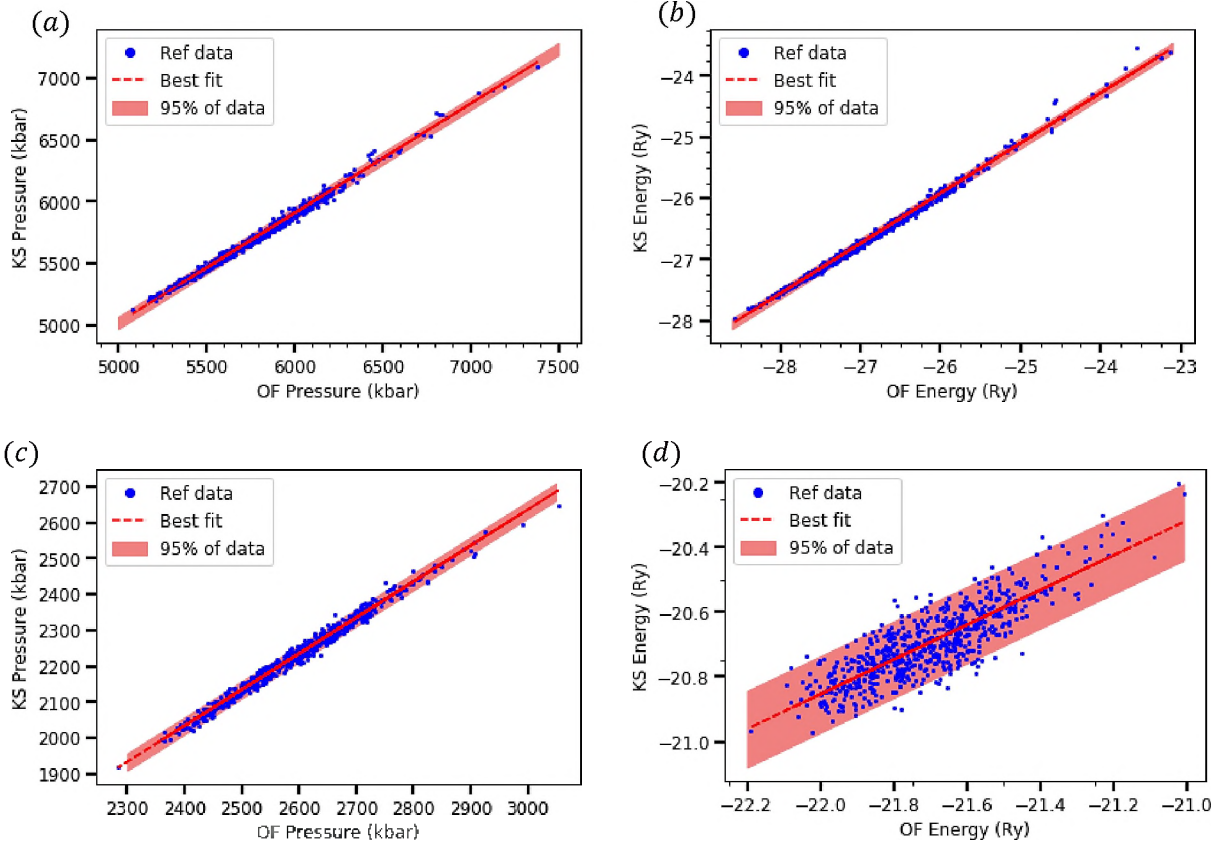 (a)
Ref data
Best fit
95% of data
7000
6500
6000
5500
5000
KS Pressure (kbar)
5000 5500 6000 6500 7000 7500
OF Pressure (kbar)
(b)
Ref data
Best fit
95% of data
−24
−25
−26
−27
−28
KS Energy (Ry)
−28 −27 −26 −25 −24 −23
OF Energy (Ry)
(c)
Ref data
Best fit
95% of data
2700
2600
2500
2400
2300
2200
2100
2000
1900
KS Pressure (kbar)
2300 2400 2500 2600 2700 2800 2900 3000
OF Pressure (kbar)
(d)
Ref data
Best fit
95% of data
−20.2
−20.4
−20.6
−20.8
−21.0
KS Energy (Ry)
−22.2 −22.0 −21.8 −21.6 −21.4 −21.2 −21.0
OF Energy (Ry)